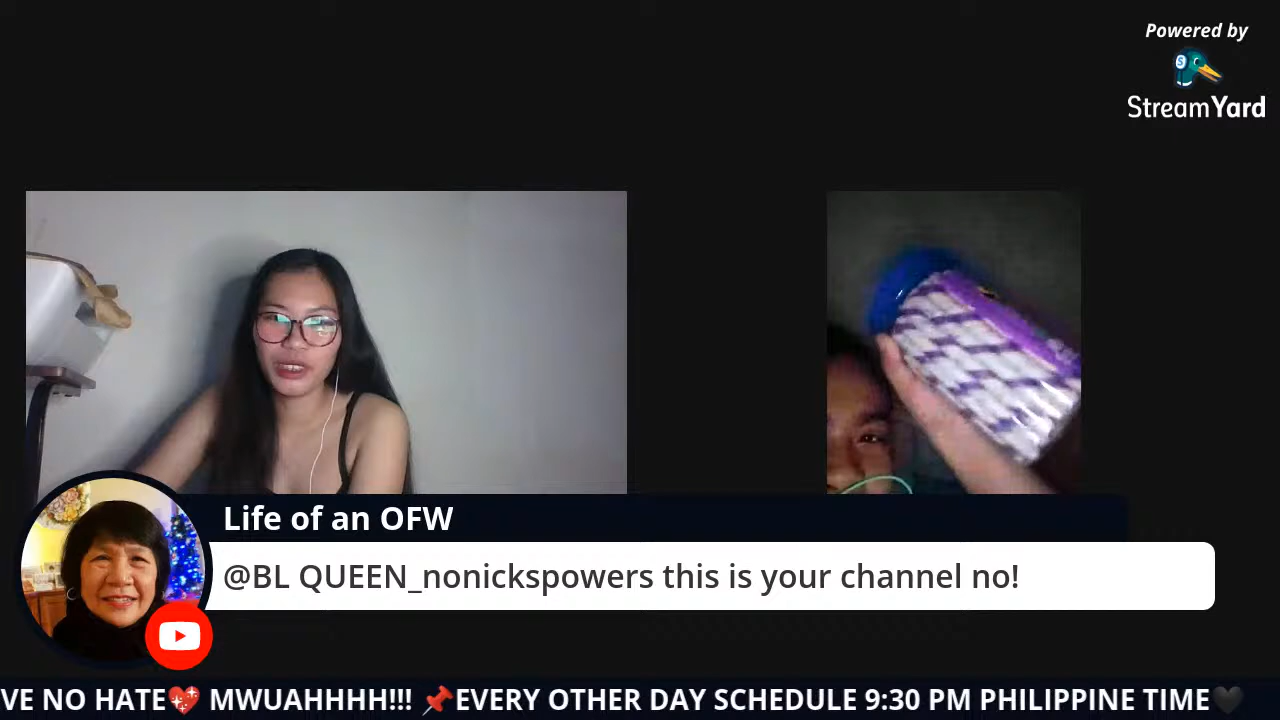 Powered by
StreamYard
Life of an OFW
@BL QUEEN_nonickspowers this is your channel no!
VE NO HATE💖 MWUAHHHH!!! 📌EVERY OTHER DAY SCHEDULE 9:30 PM PHILIPPINE TIME🖤